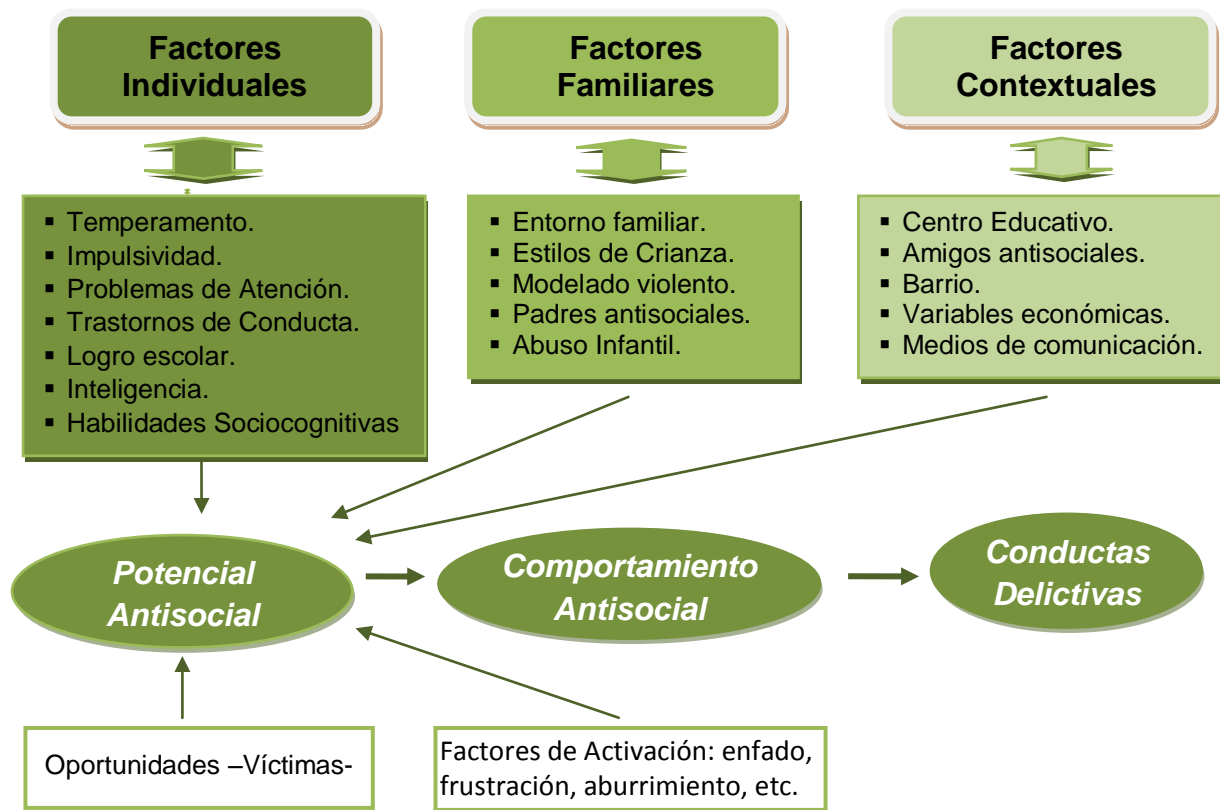 Factores
Individuales
Factores
Familiares
Factores
Contextuales
*
▪ Temperamento.
▪ Impulsividad.
▪ Problemas de Atención.
▪ Trastornos de Conducta.
▪ Logro escolar.
▪ Inteligencia.
▪ Habilidades Sociocognitivas
▪ Entorno familiar.
▪ Estilos de Crianza.
▪ Modelado violento.
▪ Padres antisociales.
▪ Abuso Infantil.
▪ Centro Educativo.
▪ Amigos antisociales.
▪ Barrio.
▪ Variables económicas.
▪ Medios de comunicación.
Potencial
Antisocial
Comportamiento
Antisocial
Conductas
Delictivas
Oportunidades –Víctimas-
Factores de Activación: enfado,
frustración, aburrimiento, etc.